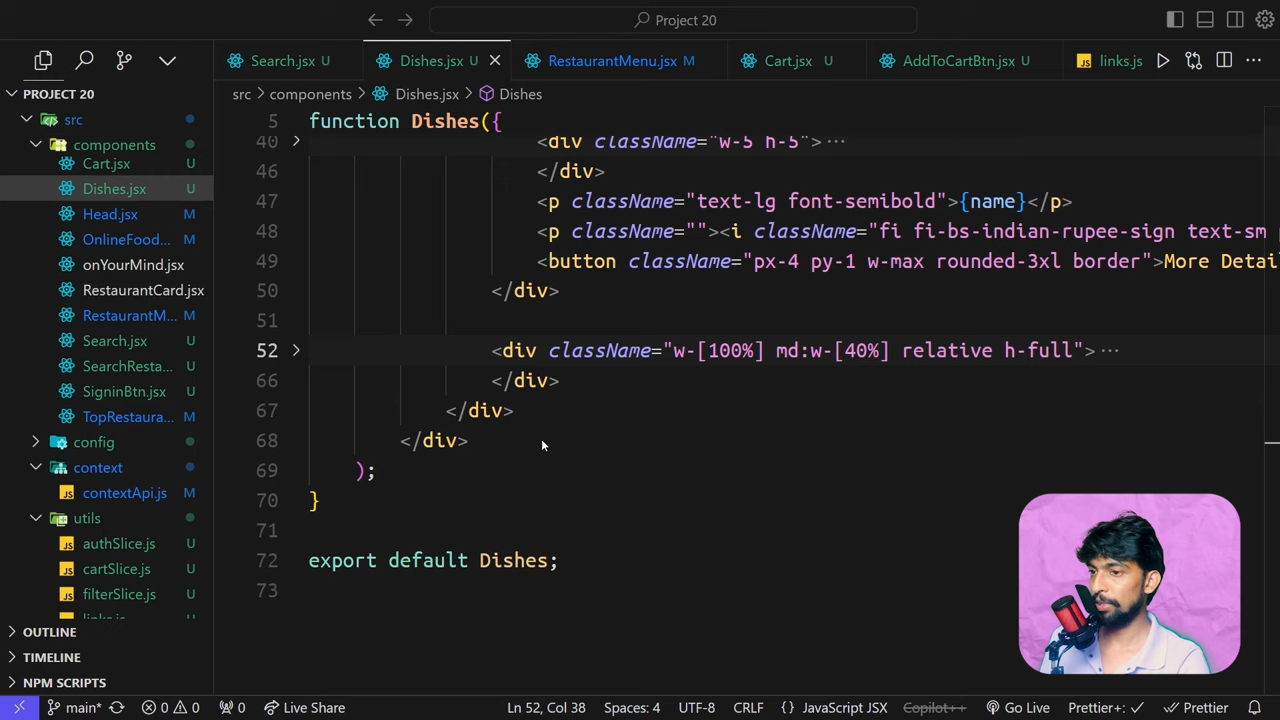 Project 20
Search.jsx U
Dishes.jsx U
RestaurantMenu.jsx M
Cart.jsx U
AddToCartBtn.jsx U
links.js
src > components > Dishes.jsx > Dishes
PROJECT 20
src
components
Cart.jsx U
Dishes.jsx U
Head.jsx M
OnlineFood... M
onYourMind.jsx
RestaurantCard.jsx
RestaurantM... M
Search.jsx U
SearchResta... U
SigninBtn.jsx U
TopRestaura... M
config
context
contextApi.js M
utils
authSlice.js U
cartSlice.js U
filterSlice.js U
links.js U
OUTLINE
TIMELINE
NPM SCRIPTS
5 function Dishes({
40 <div className="w-5 h-5">···
46 </div>
47 <p className="text-lg font-semibold">{name}</p>
48 <p className=""><i className="fi fi-bs-indian-rupee-sign text-sm
49 <button className="px-4 py-1 w-max rounded-3xl border">More Detai
50 </div>
51
52 <div className="w-[100%] md:w-[40%] relative h-full">···
66 </div>
67 </div>
68 </div>
69 );
70 }
71
72 export default Dishes;
73
main* 0 0 0 Live Share Ln 52, Col 38 Spaces: 4 UTF-8 CRLF {} JavaScript JSX Copilot++ Go Live Prettier+: ✓ Prettier